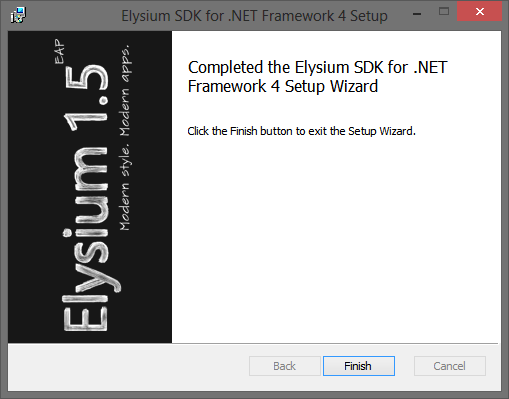 Elysium SDK for .NET Framework 4 Setup
Elysium 1.5
EAP
Modern style. Modern apps.
Completed the Elysium SDK for .NET
Framework 4 Setup Wizard
Click the Finish button to exit the Setup Wizard.
Back
Finish
Cancel